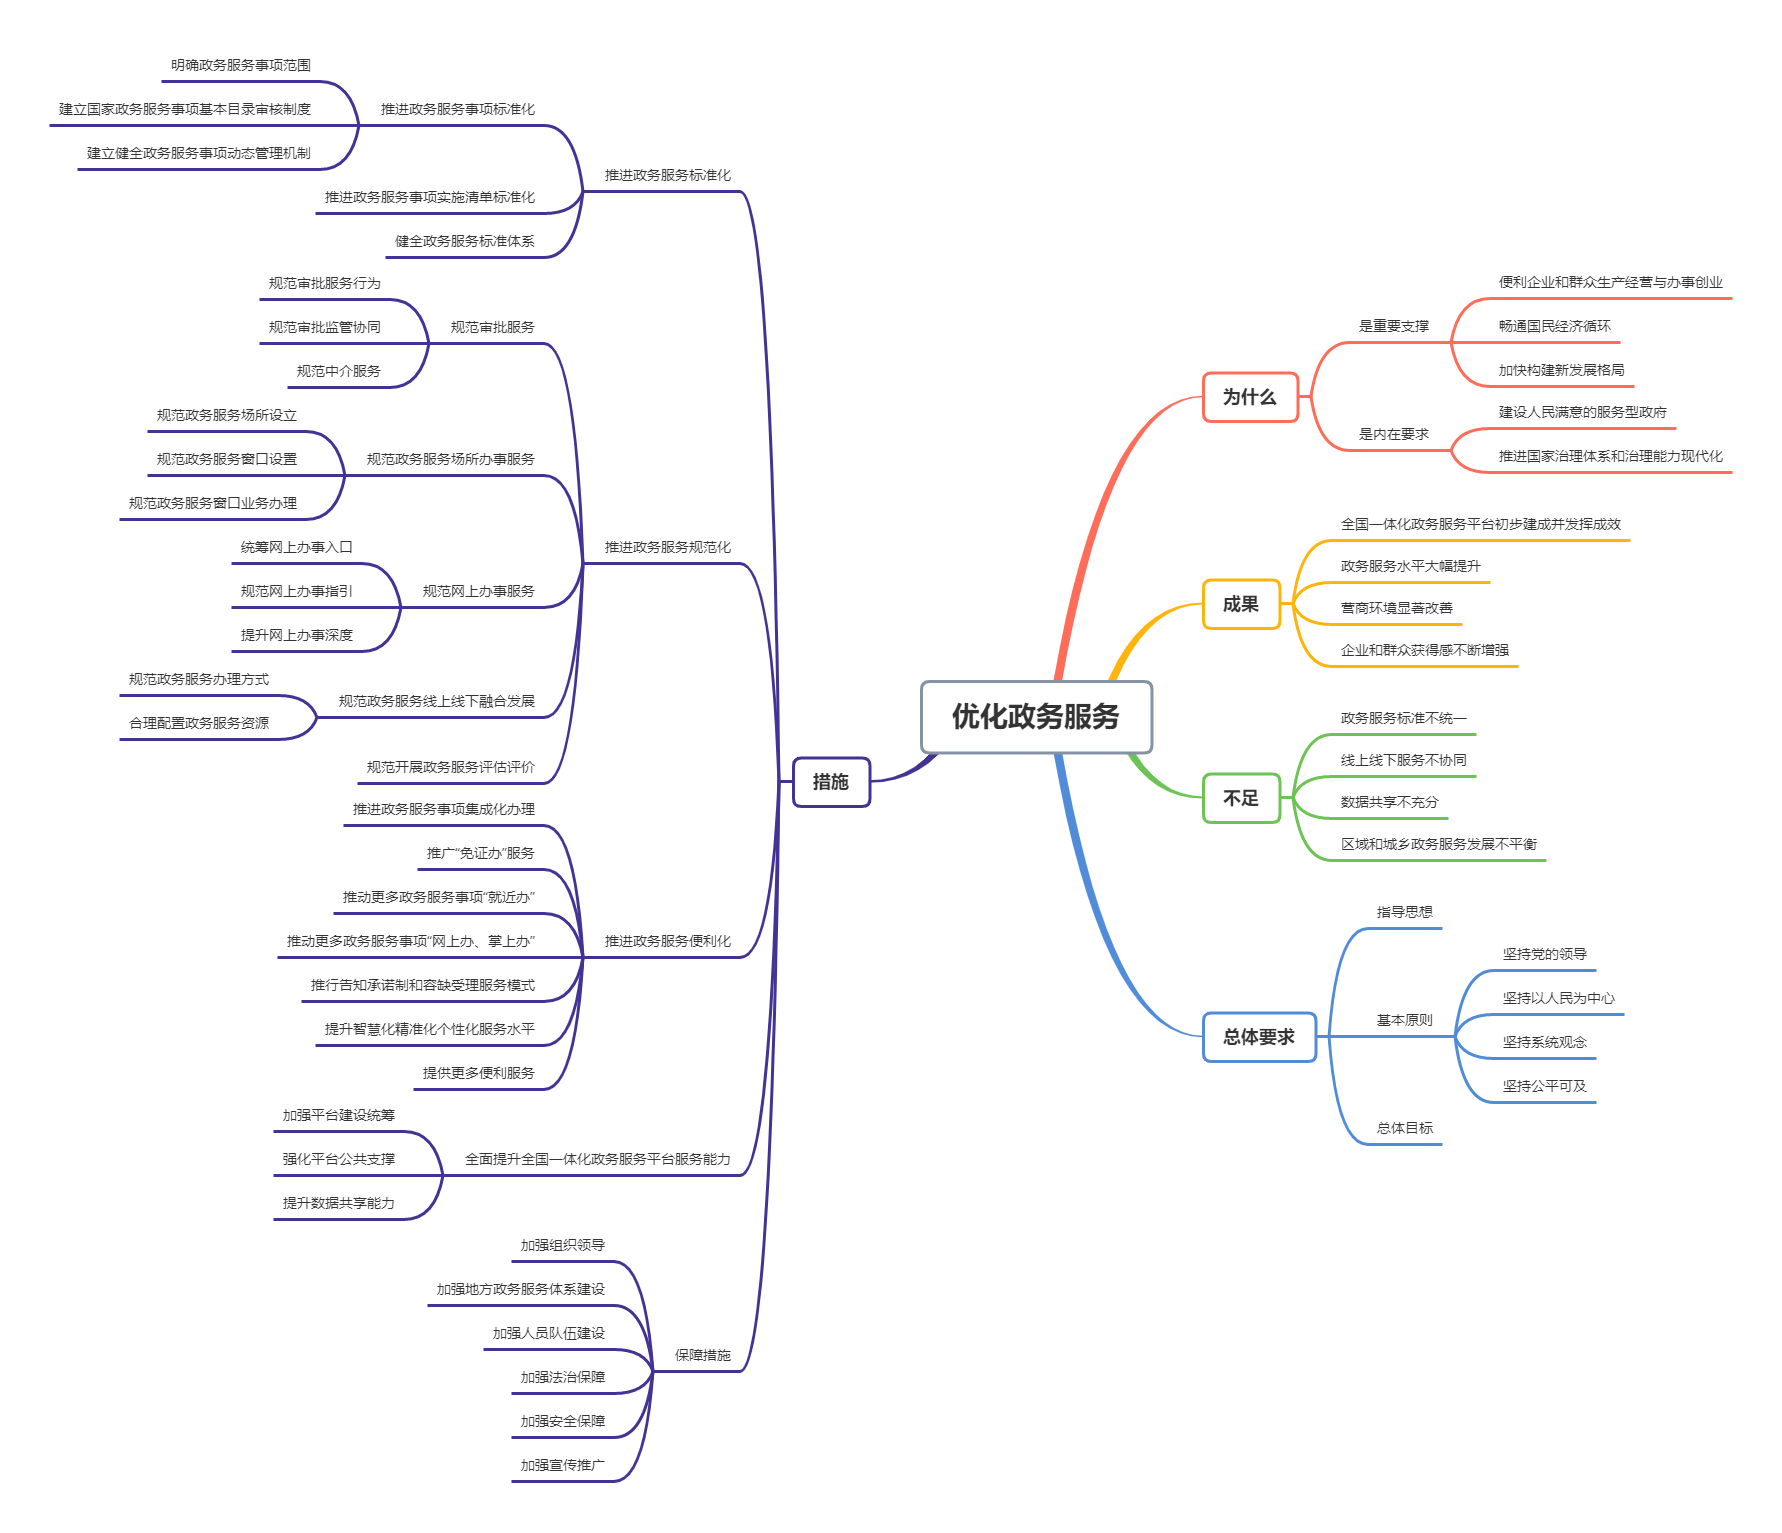 优化政务服务
为什么
是重要支撑
便利企业和群众生产经营与办事创业
畅通国民经济循环
加快构建新发展格局
是内在要求
建设人民满意的服务型政府
推进国家治理体系和治理能力现代化
成果
全国一体化政务服务平台初步建成并发挥成效
政务服务水平大幅提升
营商环境显著改善
企业和群众获得感不断增强
不足
政务服务标准不统一
线上线下服务不协同
数据共享不充分
区域和城乡政务服务发展不平衡
总体要求
指导思想
基本原则
坚持党的领导
坚持以人民为中心
坚持系统观念
坚持公平可及
总体目标
措施
推进政务服务标准化
推进政务服务事项标准化
明确政务服务事项范围
建立国家政务服务事项基本目录审核制度
建立健全政务服务事项动态管理机制
推进政务服务事项实施清单标准化
健全政务服务标准体系
推进政务服务规范化
规范审批服务
规范审批服务行为
规范审批监管协同
规范中介服务
规范政务服务场所办事服务
规范政务服务场所设立
规范政务服务窗口设置
规范政务服务窗口业务办理
规范网上办事服务
统筹网上办事入口
规范网上办事指引
提升网上办事深度
规范政务服务线上线下融合发展
规范政务服务办理方式
合理配置政务服务资源
规范开展政务服务评估评价
推进政务服务便利化
推进政务服务事项集成化办理
推广“免证办”服务
推动更多政务服务事项“就近办”
推动更多政务服务事项“网上办、掌上办”
推行告知承诺制和容缺受理服务模式
提升智慧化精准化个性化服务水平
提供更多便利服务
全面提升全国一体化政务服务平台服务能力
加强平台建设统筹
强化平台公共支撑
提升数据共享能力
保障措施
加强组织领导
加强地方政务服务体系建设
加强人员队伍建设
加强法治保障
加强安全保障
加强宣传推广